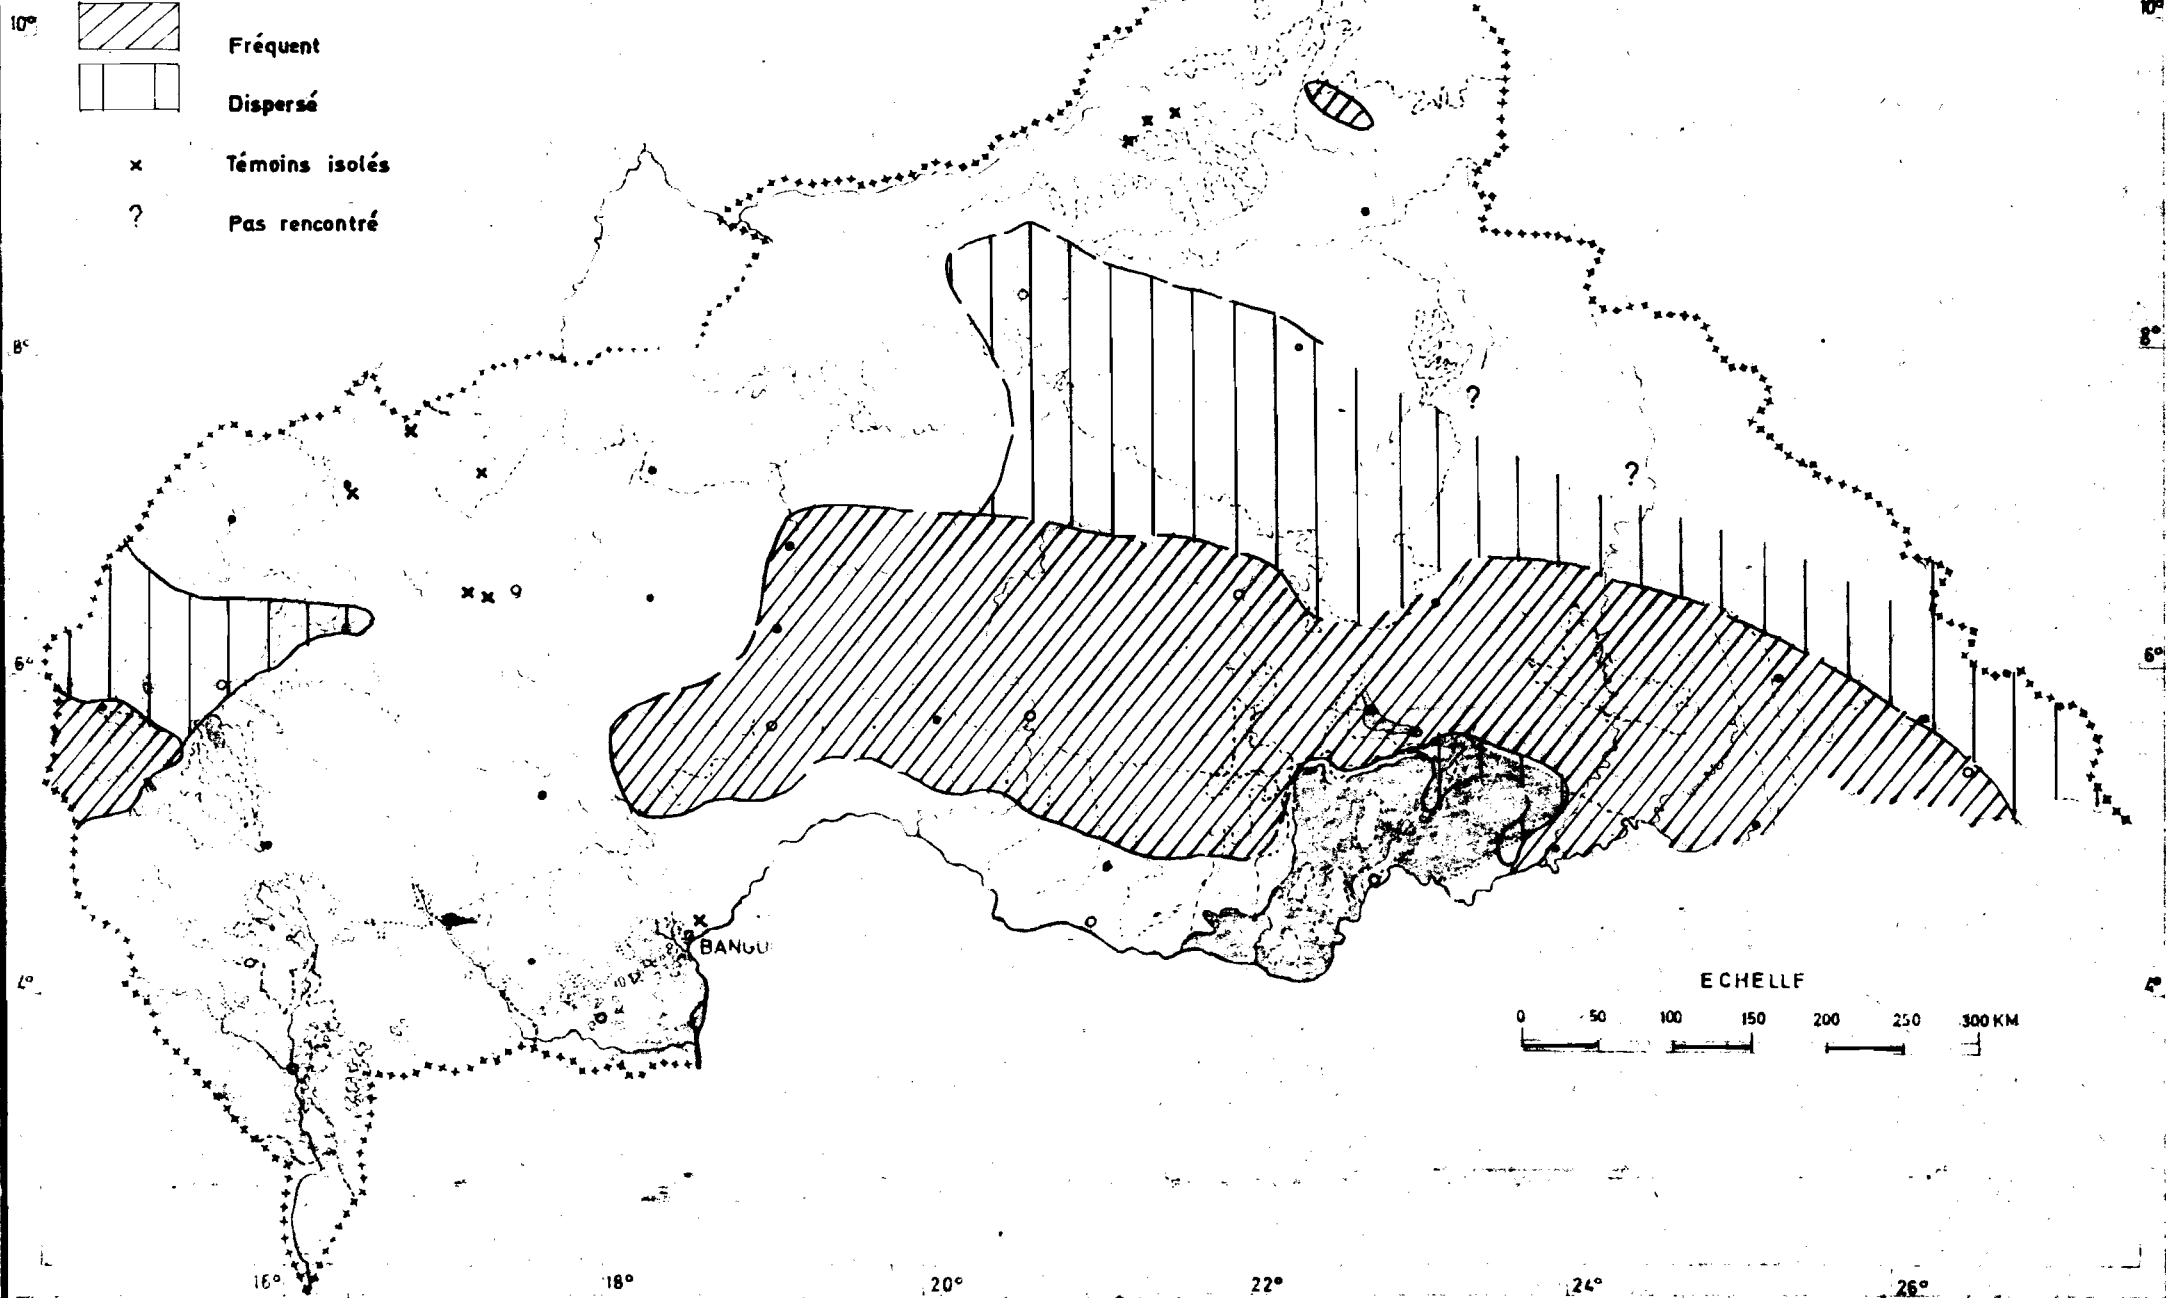 10° 10°
Fréquent
Dispersé
x Témoins isolés
? Pas rencontré
8° 8°
?
?
6° 6°
BANGU
4° 4°
ECHELLE
0 50 100 150 200 250 300 KM
16° 18° 20° 22° 24° 26°